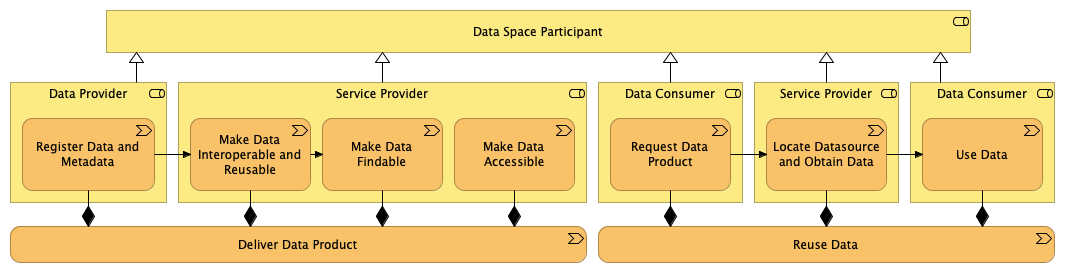 Data Space Participant
Data Provider
Service Provider
Data Consumer
Service Provider
Data Consumer
Register Data and
Metadata
Make Data
Interoperable and
Reusable
Make Data
Findable
Make Data
Accessible
Request Data
Product
Locate Datasource
and Obtain Data
Use Data
Deliver Data Product
Reuse Data